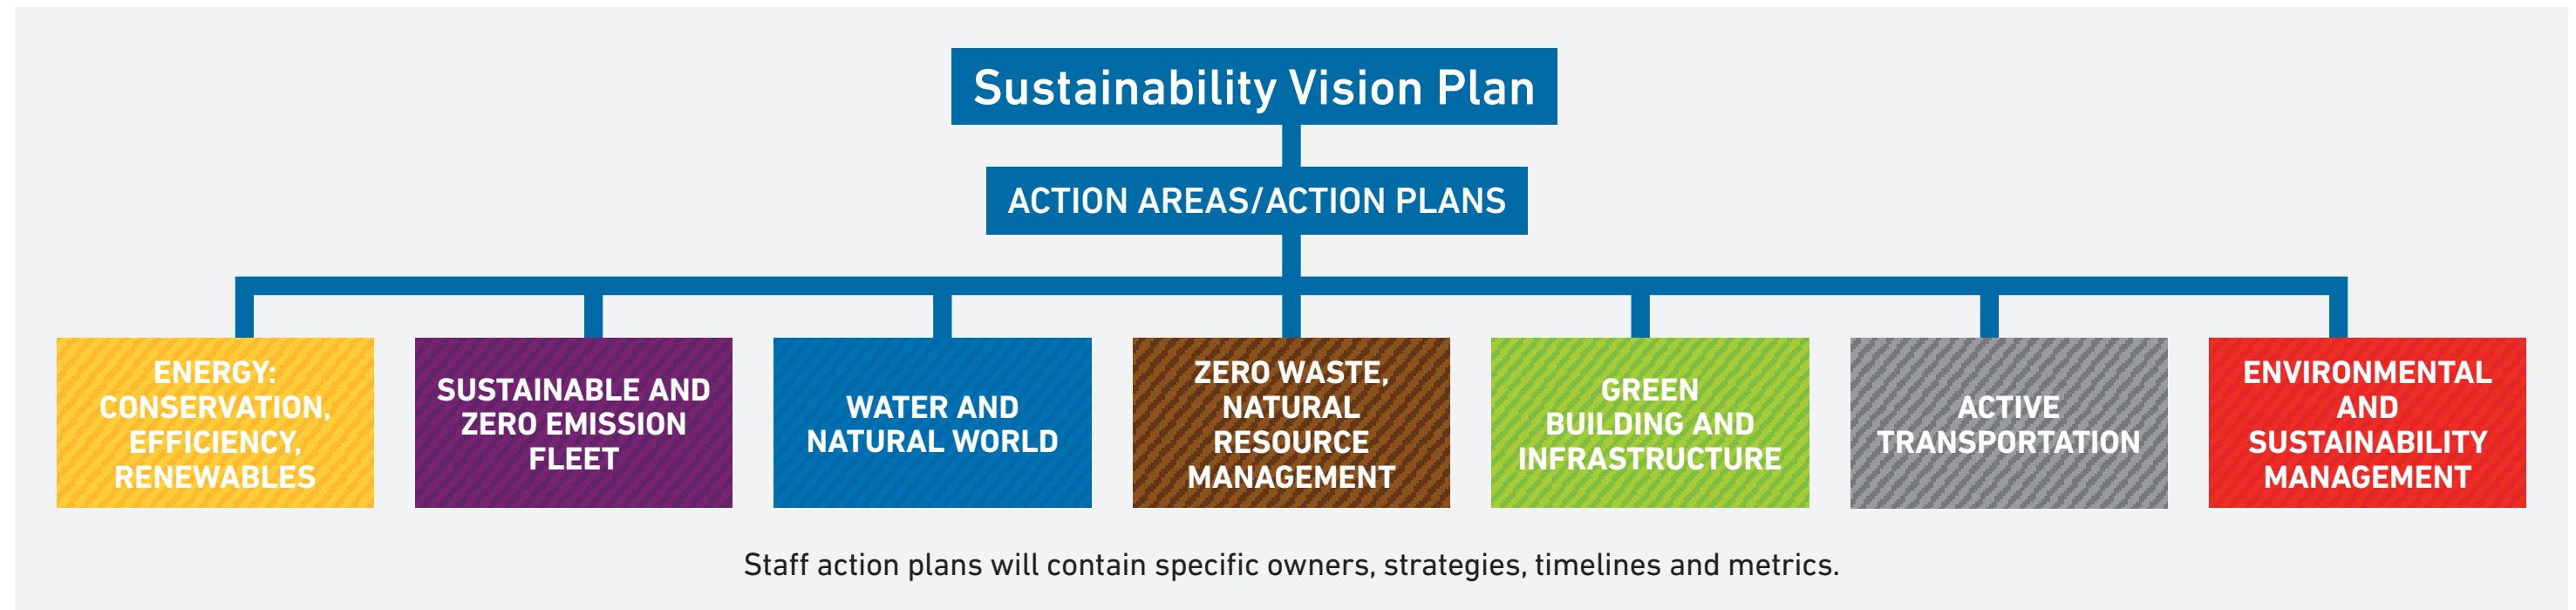 Sustainability Vision Plan
ACTION AREAS/ACTION PLANS
ENERGY:
CONSERVATION,
EFFICIENCY,
RENEWABLES
SUSTAINABLE AND
ZERO EMISSION
FLEET
WATER AND
NATURAL WORLD
ZERO WASTE,
NATURAL
RESOURCE
MANAGEMENT
GREEN
BUILDING AND
INFRASTRUCTURE
ACTIVE
TRANSPORTATION
ENVIRONMENTAL
AND
SUSTAINABILITY
MANAGEMENT
Staff action plans will contain specific owners, strategies, timelines and metrics.